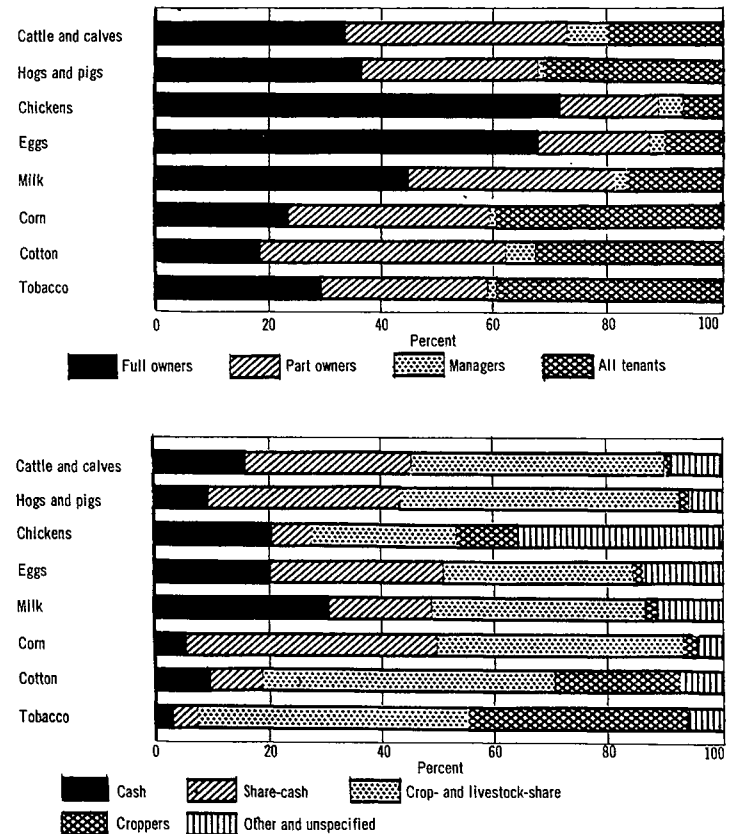 Cattle and calves
Hogs and pigs
Chickens
Eggs
Milk
Corn
Cotton
Tobacco
0 20 40 60 80 100
Percent
Full owners Part owners Managers All tenants
Cattle and calves
Hogs and pigs
Chickens
Eggs
Milk
Corn
Cotton
Tobacco
0 20 40 60 80 100
Percent
Cash Share-cash Crop- and livestock-share
Croppers Other and unspecified